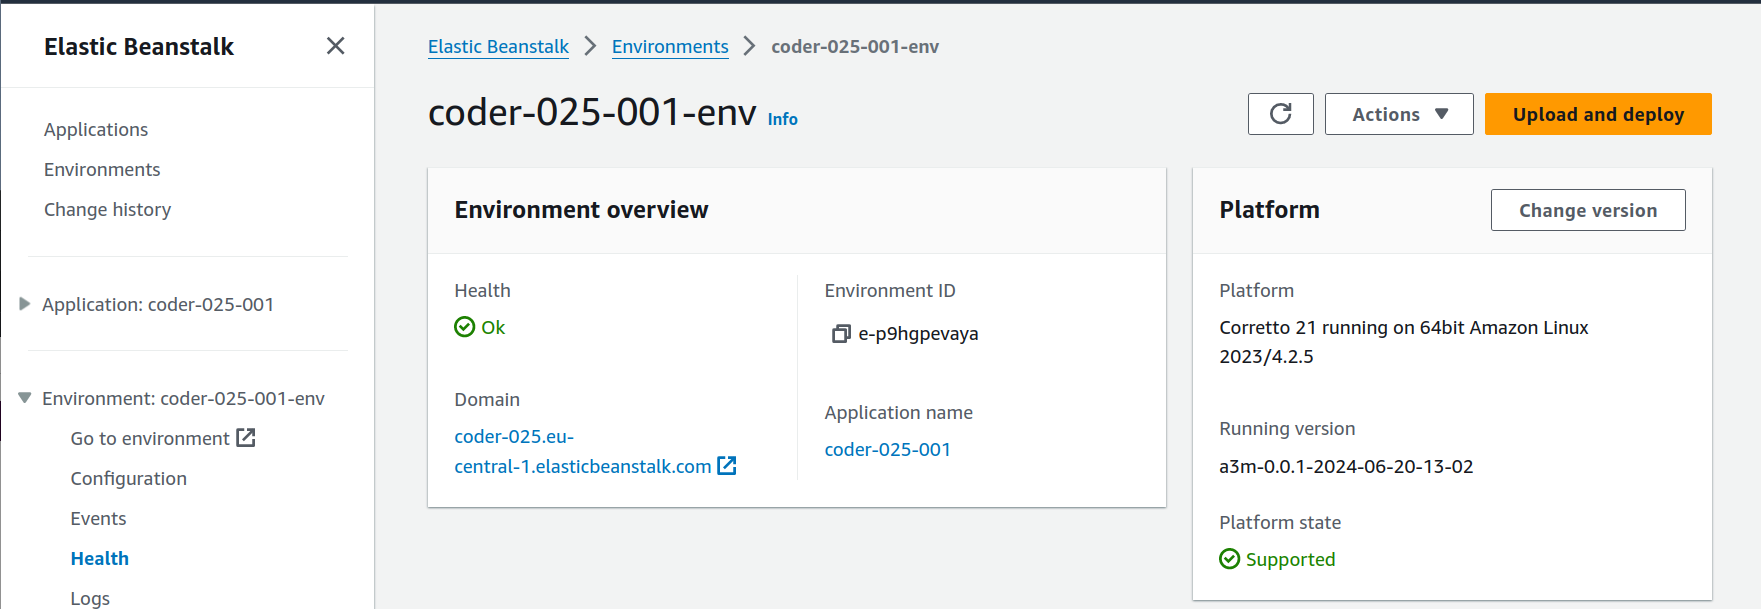 Elastic Beanstalk
Applications
Environments
Change history
Application: coder-025-001
Environment: coder-025-001-env
Go to environment
Configuration
Events
Health
Logs
Elastic Beanstalk > Environments > coder-025-001-env
coder-025-001-env Info
Actions
Upload and deploy
Environment overview
Health
Ok
Domain
coder-025.eu-
central-1.elasticbeanstalk.com
Environment ID
e-p9hgpevaya
Application name
coder-025-001
Platform
Change version
Platform
Corretto 21 running on 64bit Amazon Linux
2023/4.2.5
Running version
a3m-0.0.1-2024-06-20-13-02
Platform state
Supported